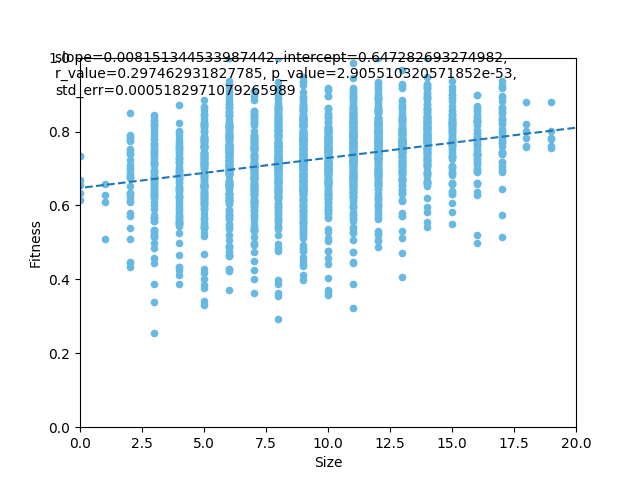 slope=0.008151344533987442, intercept=0.647282693274982,
r_value=0.297462931827785, p_value=2.905510320571852e-53,
std_err=0.0005182971079265989
1.0
0.8
0.6
0.4
0.2
0.0
Fitness
0.0 2.5 5.0 7.5 10.0 12.5 15.0 17.5 20.0
Size